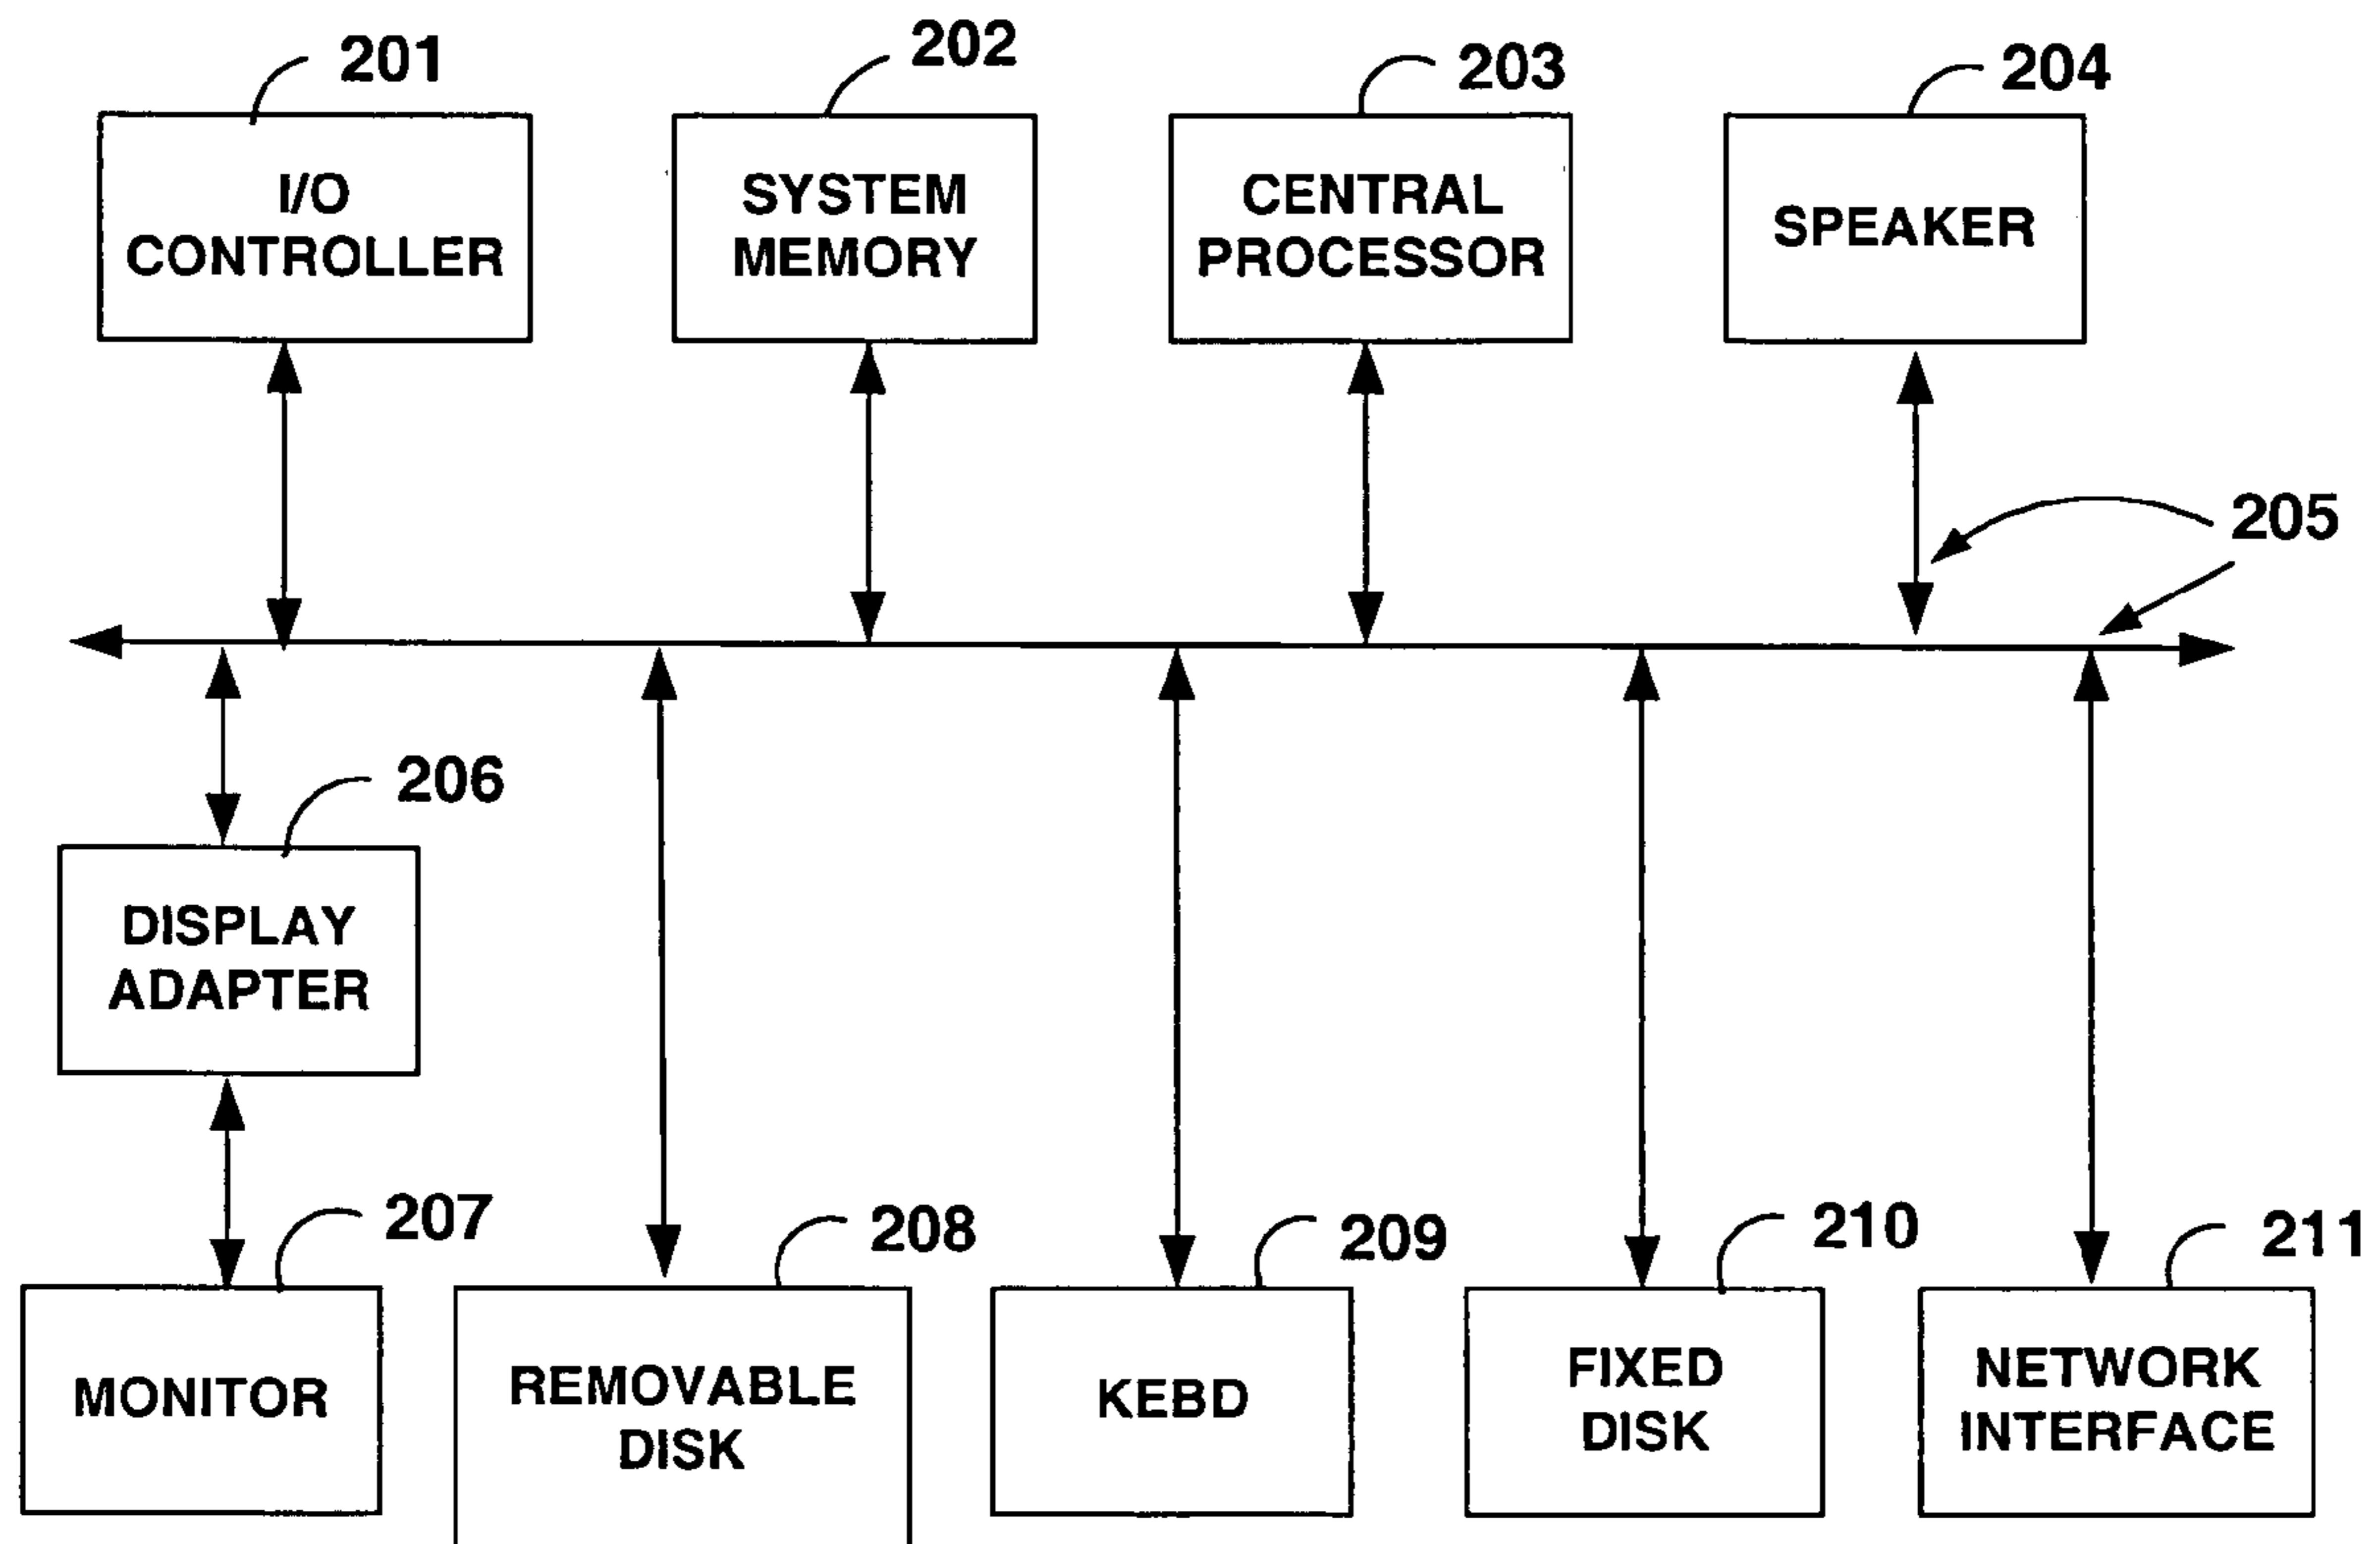 201
202
203
204
I/O
CONTROLLER
SYSTEM
MEMORY
CENTRAL
PROCESSOR
SPEAKER
205
206
DISPLAY
ADAPTER
207
208
209
210
211
MONITOR
REMOVABLE
DISK
KEBD
FIXED
DISK
NETWORK
INTERFACE